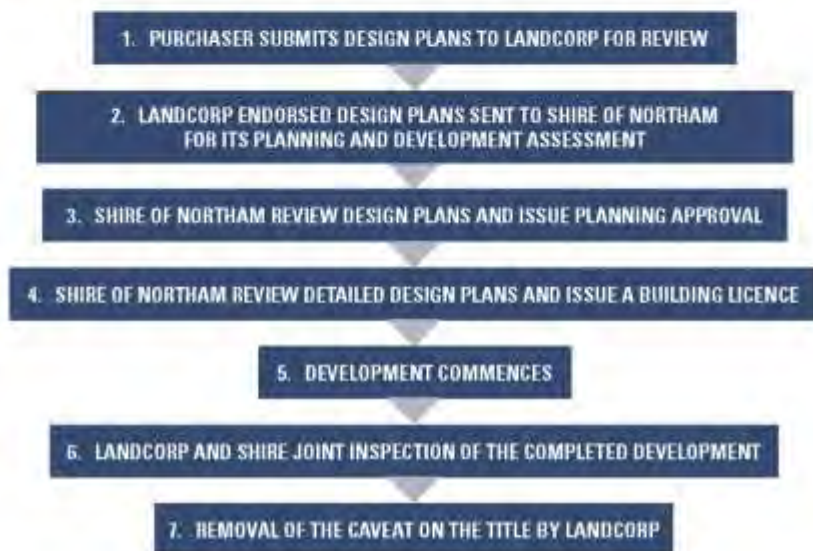 1. PURCHASER SUBMITS DESIGN PLANS TO LANDCORP FOR REVIEW
2. LANDCORP ENDORSED DESIGN PLANS SENT TO SHIRE OF NORTHAM
FOR ITS PLANNING AND DEVELOPMENT ASSESSMENT
3. SHIRE OF NORTHAM REVIEW DESIGN PLANS AND ISSUE PLANNING APPROVAL
4. SHIRE OF NORTHAM REVIEW DETAILED DESIGN PLANS AND ISSUE A BUILDING LICENCE
5. DEVELOPMENT COMMENCES
6. LANDCORP AND SHIRE JOINT INSPECTION OF THE COMPLETED DEVELOPMENT
7. REMOVAL OF THE CAVEAT ON THE TITLE BY LANDCORP